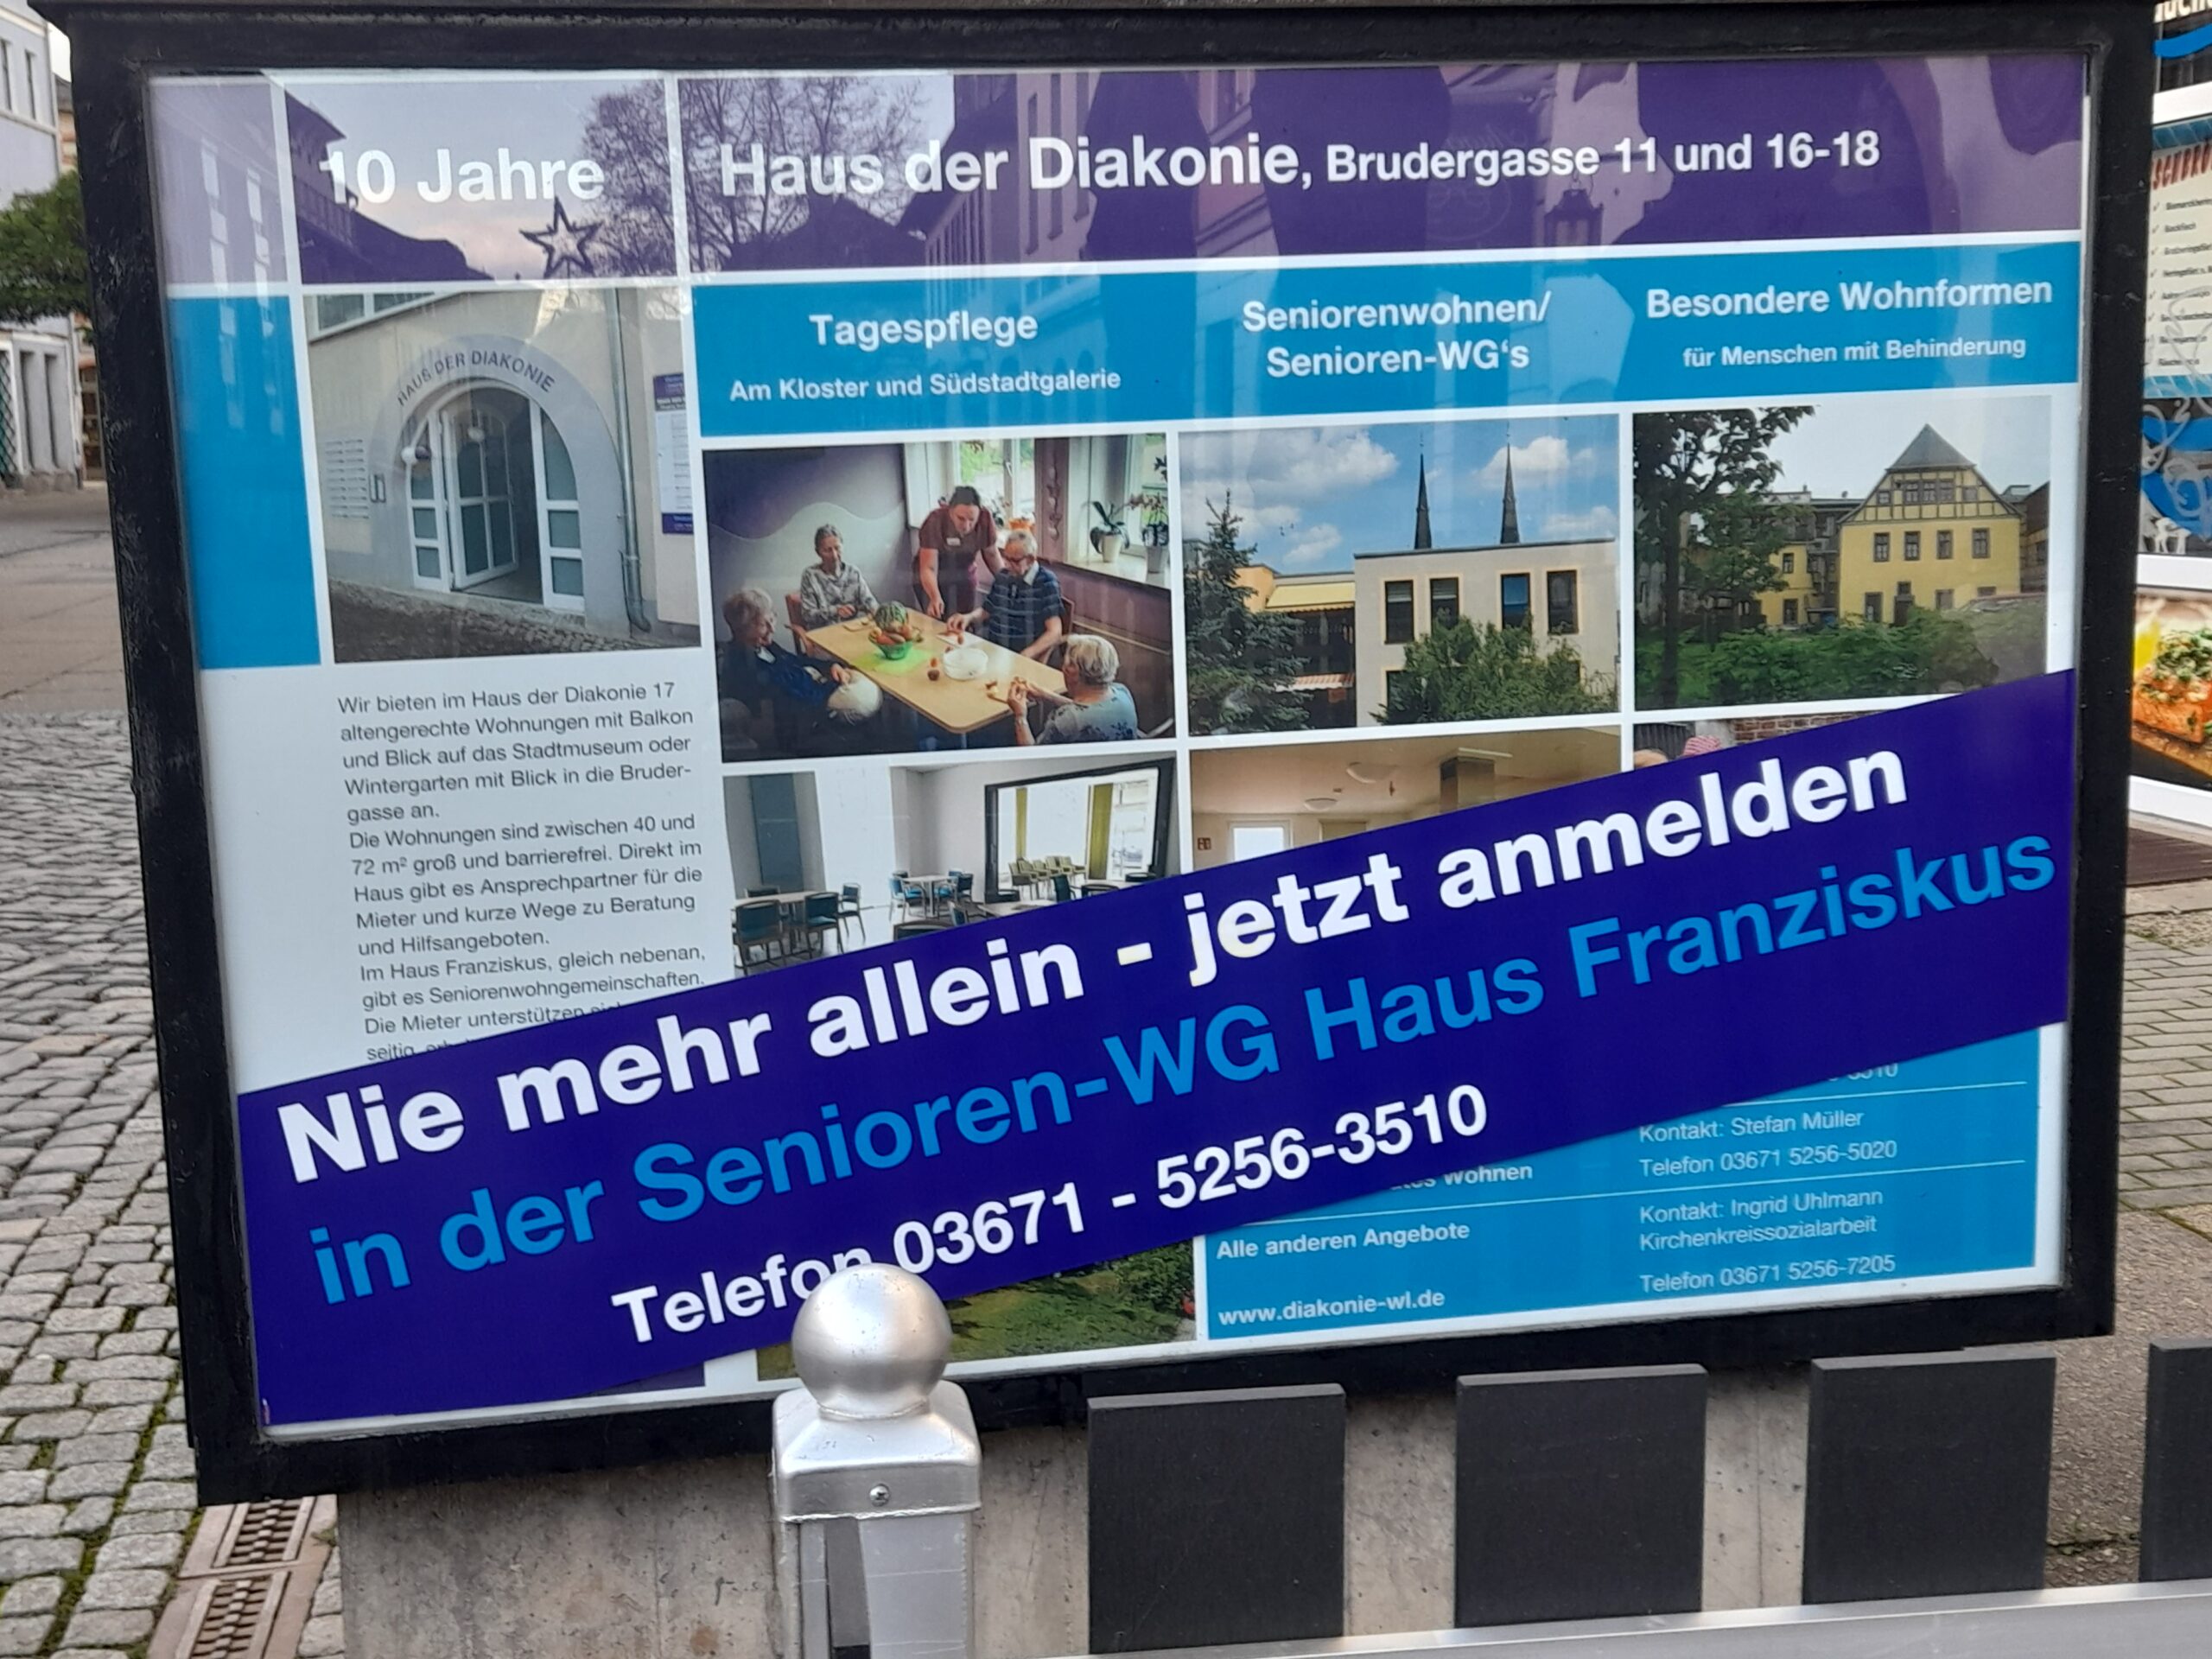 10 Jahre
Haus der Diakonie, Brudergasse 11 und 16-18
HAUS DER DIAKONIE
Tagespflege
Am Kloster und Südstadtgalerie
Seniorenwohnen/
Senioren-WG's
Besondere Wohnformen
für Menschen mit Behinderung
Wir bieten im Haus der Diakonie 17
altengerechte Wohnungen mit Balkon
und Blick auf das Stadtmuseum oder
Wintergarten mit Blick in die Bruder-
gasse an.
Die Wohnungen sind zwischen 40 und
72 m² groß und barrierefrei. Direkt im
Haus gibt es Ansprechpartner für die
Mieter und kurze Wege zu Beratung
und Hilfsangeboten.
Im Haus Franziskus, gleich nebenan,
gibt es Seniorenwohngemeinschaften.
Die Mieter unterstützen
seitig
Nie mehr allein - jetzt anmelden
in der Senioren-WG Haus Franziskus
Telefon 03671 - 5256-3510
Wohnen
Kontakt: Stefan Müller
Telefon 03671 5256-5020
Alle anderen Angebote
Kontakt: Ingrid Uhlmann
Kirchenkreissozialarbeit
Telefon 03671 5256-7205
www.diakonie-wl.de